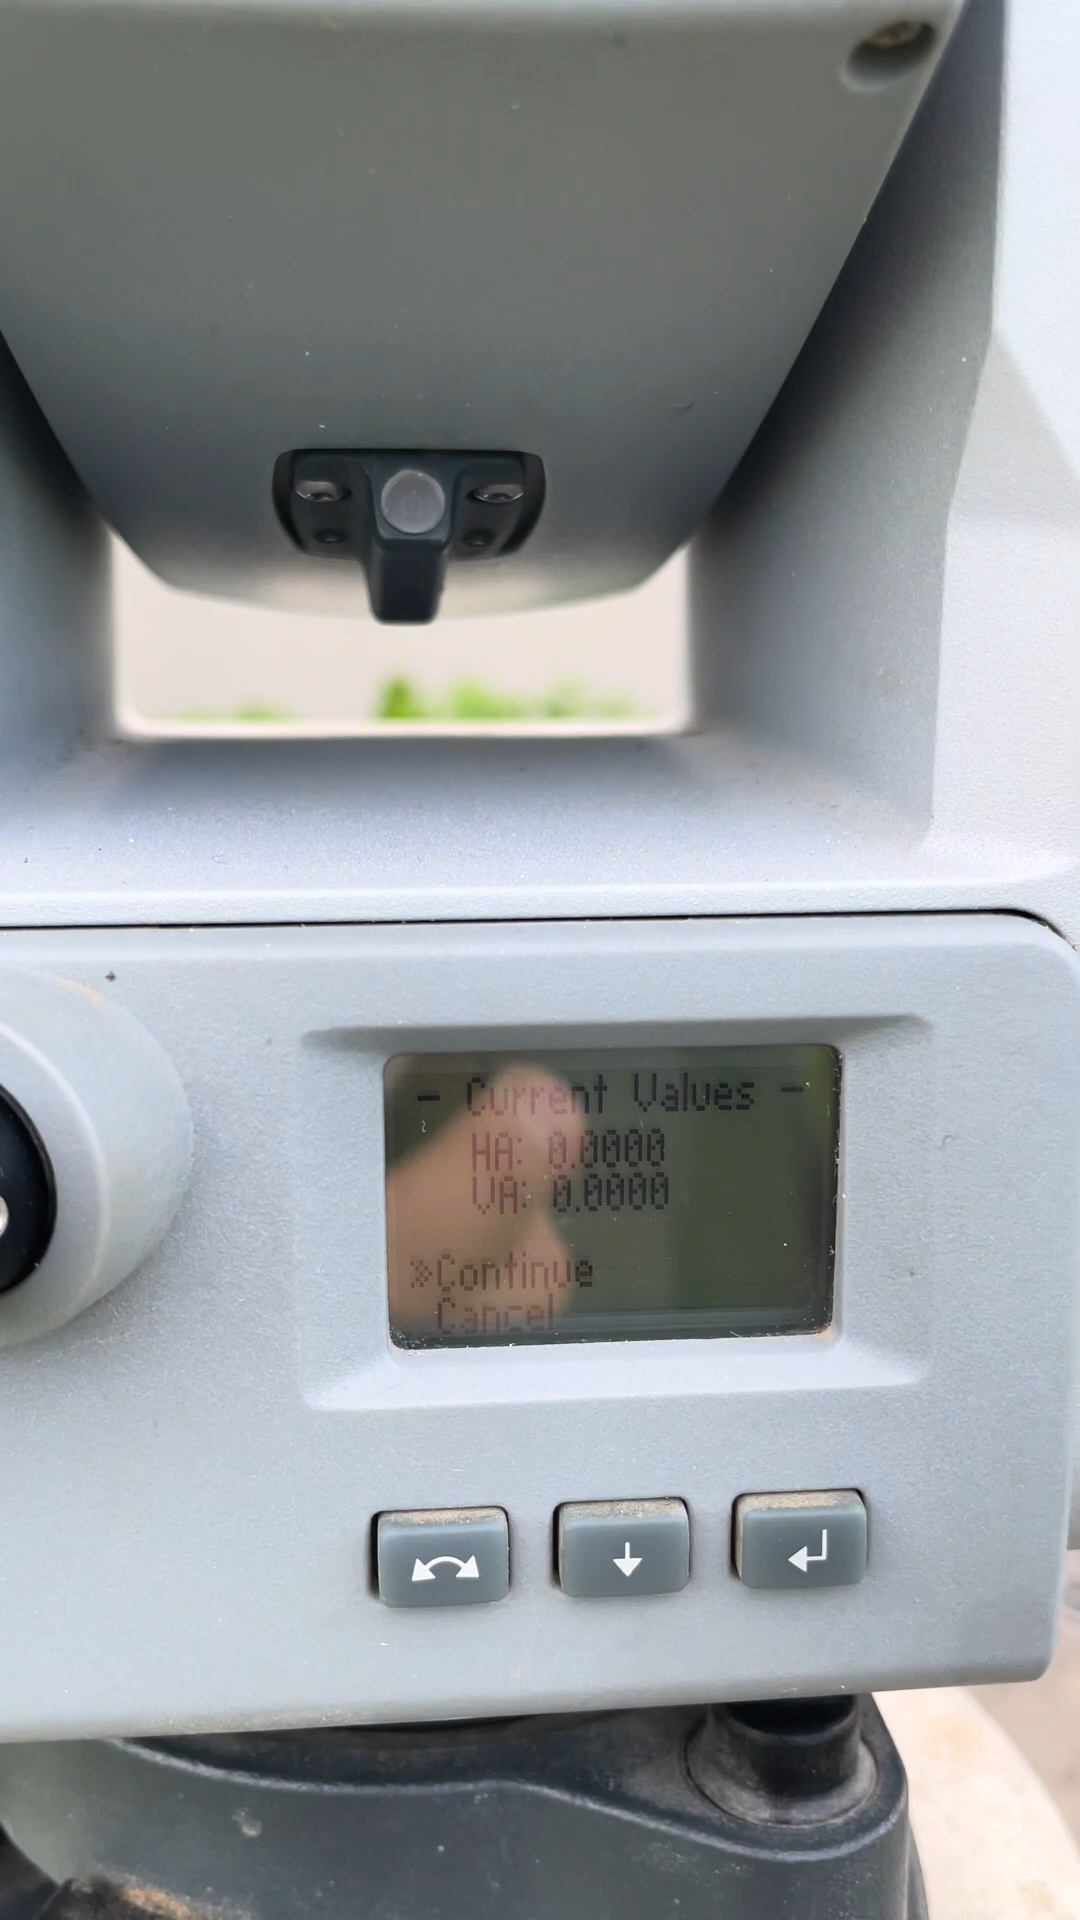 - Current Values -
HA: 0.0000
VA: 0.0000
»Continue
Cancel